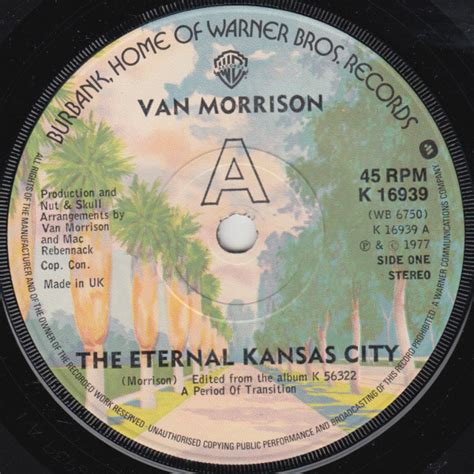 BURBANK, HOME OF WARNER BROS. RECORDS
VAN MORRISON
A
Production and
Nut & Skull
Arrangements by
Van Morrison
and Mac
Rebennack
Cop. Con.
Made in UK
45 RPM
K 16939
(WB 6750)
K 16939 A
℗ & © 1977
SIDE ONE
STEREO
THE ETERNAL KANSAS CITY
(Morrison) Edited from the album K 56322
A Period Of Transition
ALL RIGHTS OF THE MANUFACTURER AND OF THE OWNER OF THE RECORDED WORK RESERVED · UNAUTHORISED COPYING PUBLIC PERFORMANCE AND BROADCASTING OF THIS RECORD PROHIBITED · A WARNER COMMUNICATIONS COMPANY